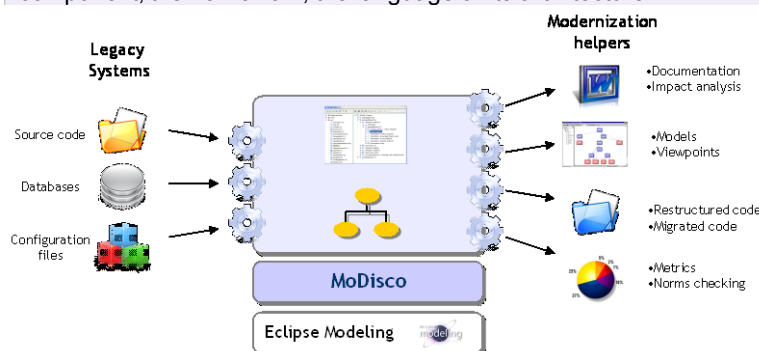 Modernization
helpers
Legacy
Systems
Source code
Databases
Configuration
files
•Documentation
•Impact analysis
•Models
•Viewpoints
•Restructured code
•Migrated code
•Metrics
•Norms checking
MoDisco
Eclipse Modeling
modeling